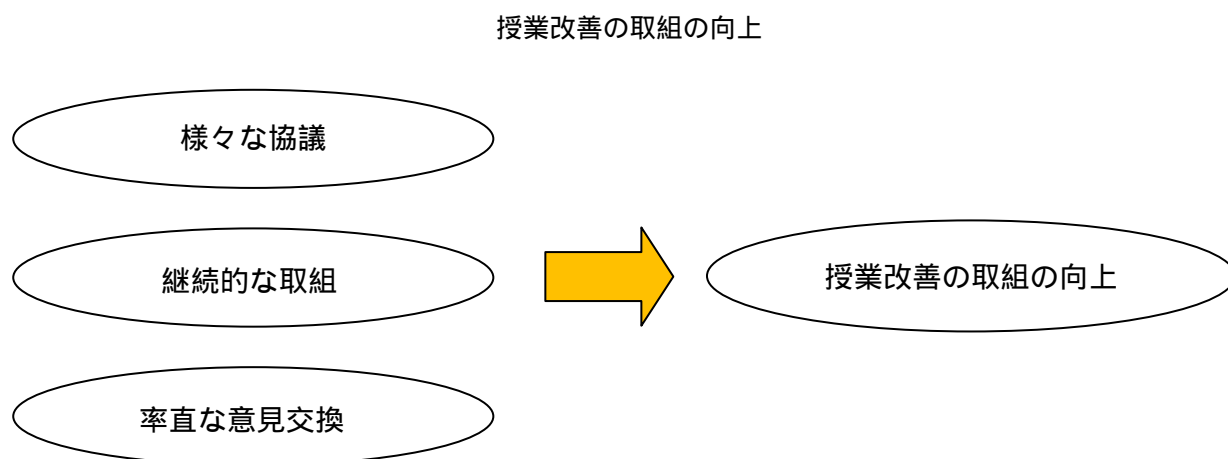 授業改善の取組の向上
様々な協議
継続的な取組
授業改善の取組の向上
率直な意見交換